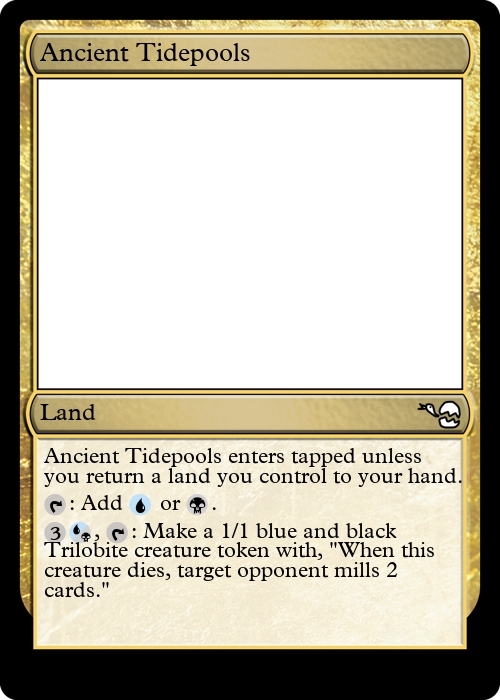 Ancient Tidepools
Land
Ancient Tidepools enters tapped unless
you return a land you control to your hand.
: Add or .
3 , : Make a 1/1 blue and black
Trilobite creature token with, "When this
creature dies, target opponent mills 2
cards."